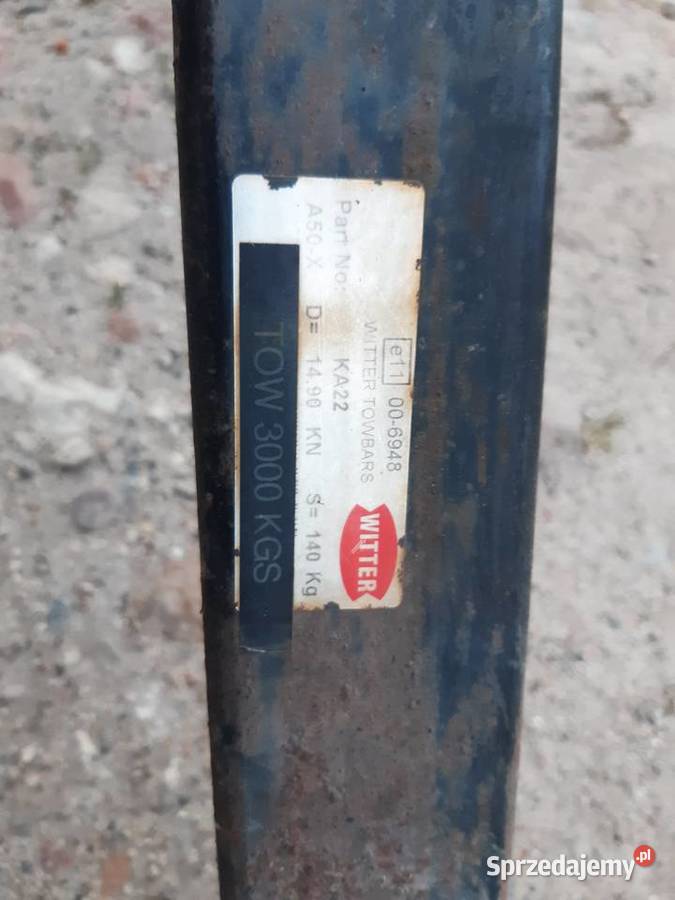 e11 00-6948
WITTER TOWBARS
WITTER
Part No: KA22
A50-X D= 14.90 KN S= 140 Kg
TOW 3000 KGS
Sprzedajemy.pl